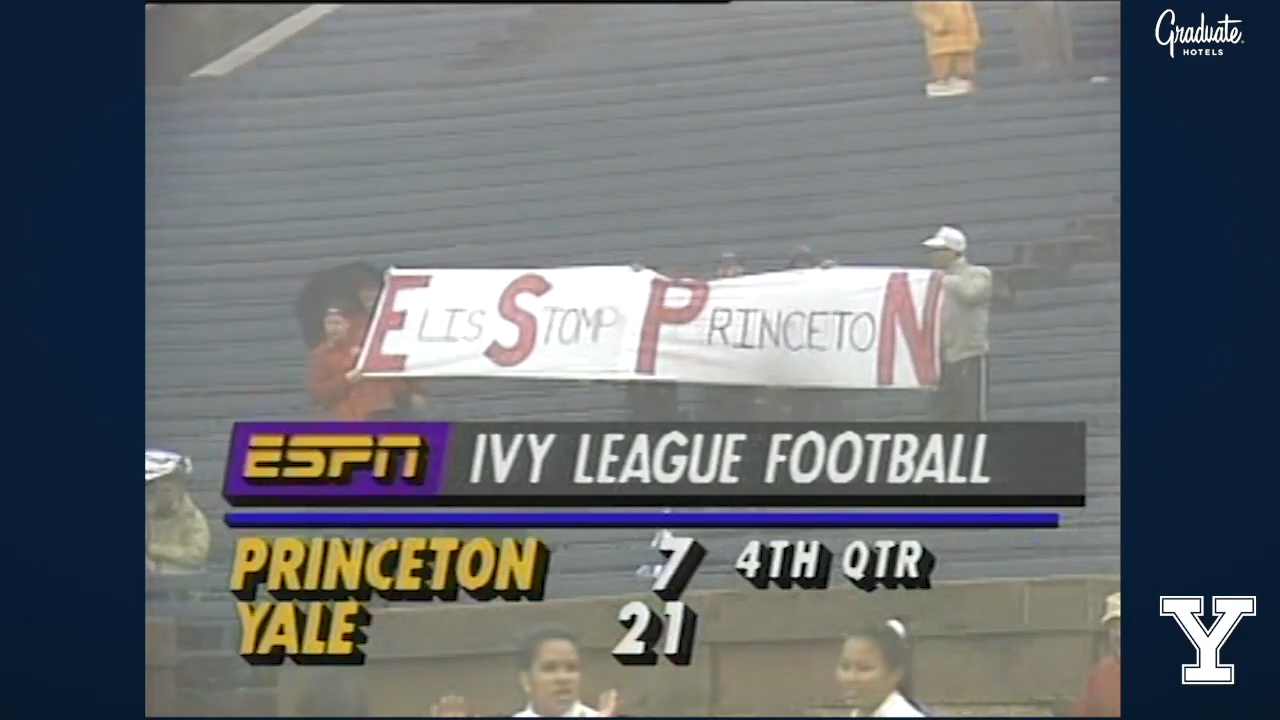 Graduate
HOTELS
ELIS STOMP PRINCETON
ESPN IVY LEAGUE FOOTBALL
PRINCETON 7 4TH QTR
YALE 21
Y